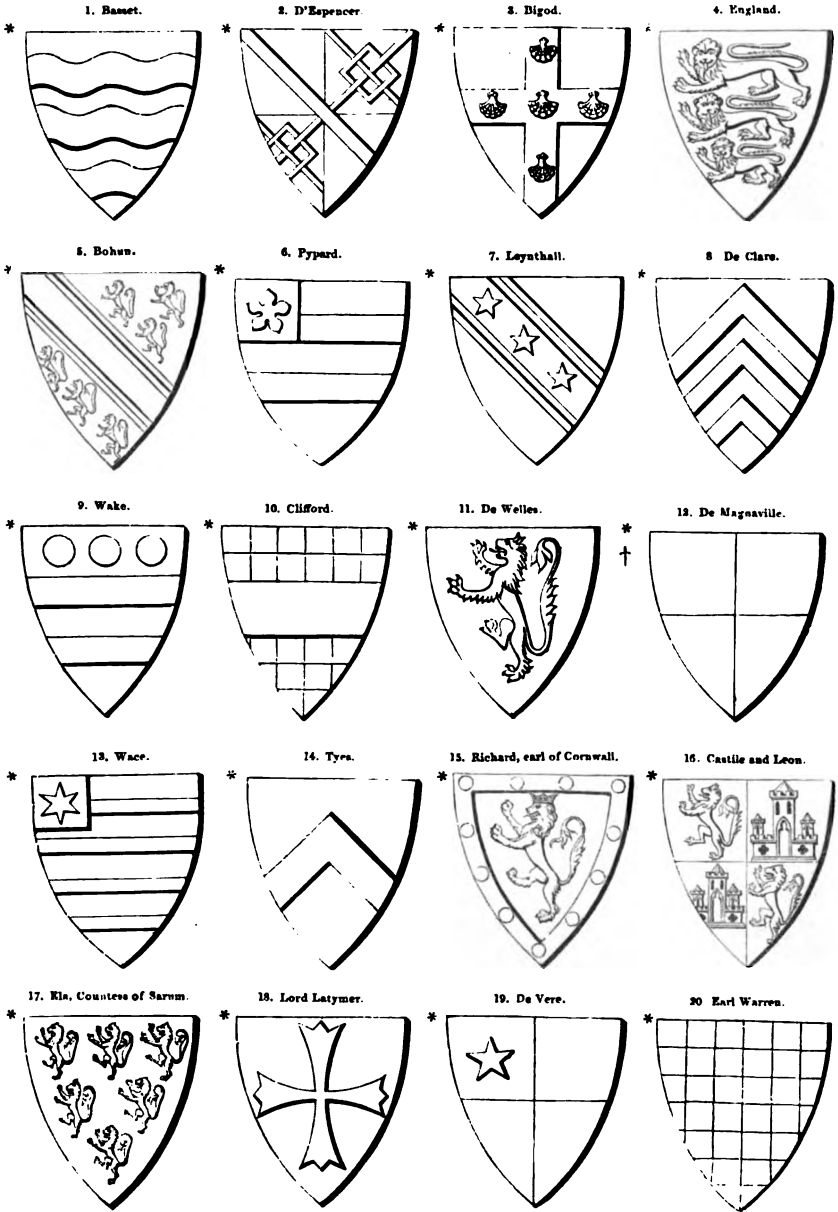 1. Basset.
2. D'Espencer.
3. Bigod.
4. England.
5. Bohun.
6. Pypard.
7. Leynthall.
8 De Clare.
9. Wake.
10. Clifford.
11. De Welles.
12. De Magnaville.
13. Wace.
14. Tyes.
15. Richard, earl of Cornwall.
16. Castile and Leon.
17. Ela, Countess of Sarum.
18. Lord Latymer.
19. De Vere.
20 Earl Warren.